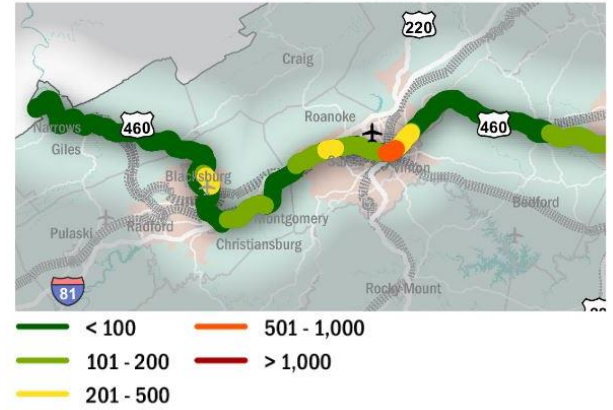 220
Craig
Roanoke
460
460
Narrows
Giles
Blacksburg
Vinton
Bedford
Radford
Montgomery
Pulaski
Christiansburg
81
Rocky Mount
< 100
501 - 1,000
101 - 200
> 1,000
201 - 500